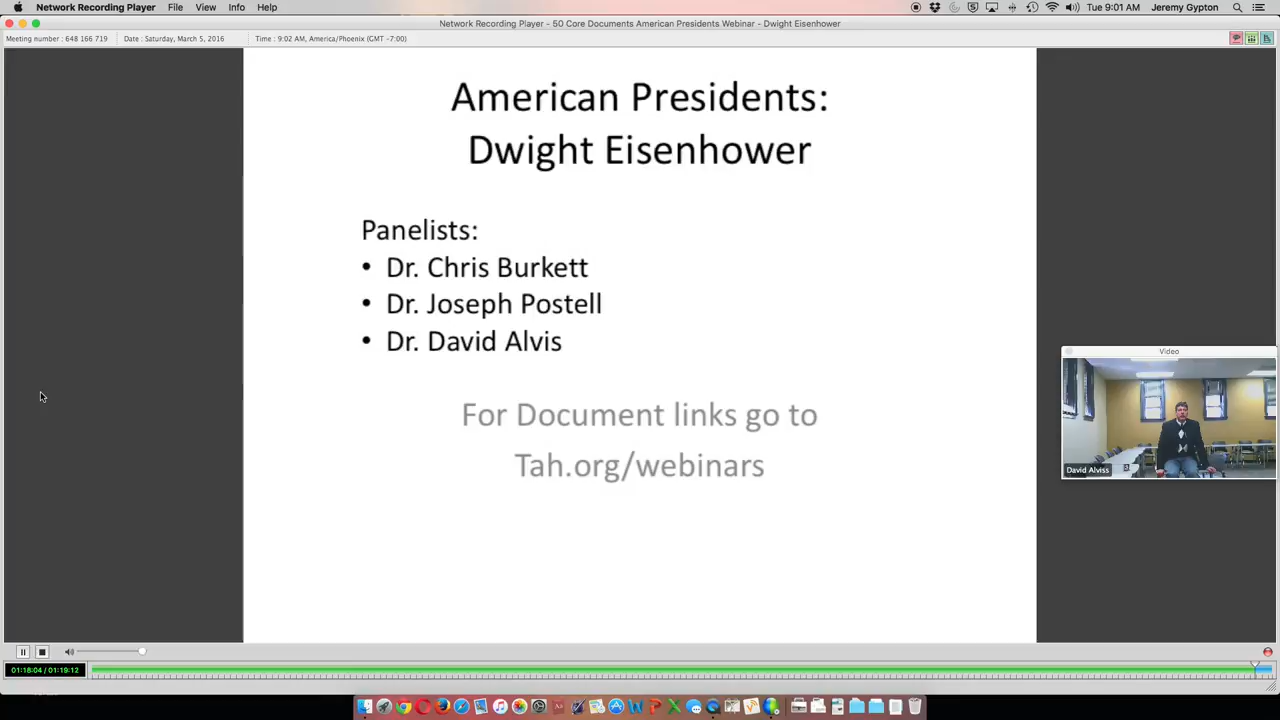 Network Recording Player File View Info Help
Tue 9:01 AM Jeremy Gypton
Network Recording Player - 50 Core Documents American Presidents Webinar - Dwight Eisenhower
Meeting number : 648 166 719 Date : Saturday, March 5, 2016 Time : 9:02 AM, America/Phoenix (GMT -7:00)
American Presidents:
Dwight Eisenhower
Panelists:
• Dr. Chris Burkett
• Dr. Joseph Postell
• Dr. David Alvis
For Document links go to
Tah.org/webinars
Video
David Alviss
01:18:04 / 01:19:12